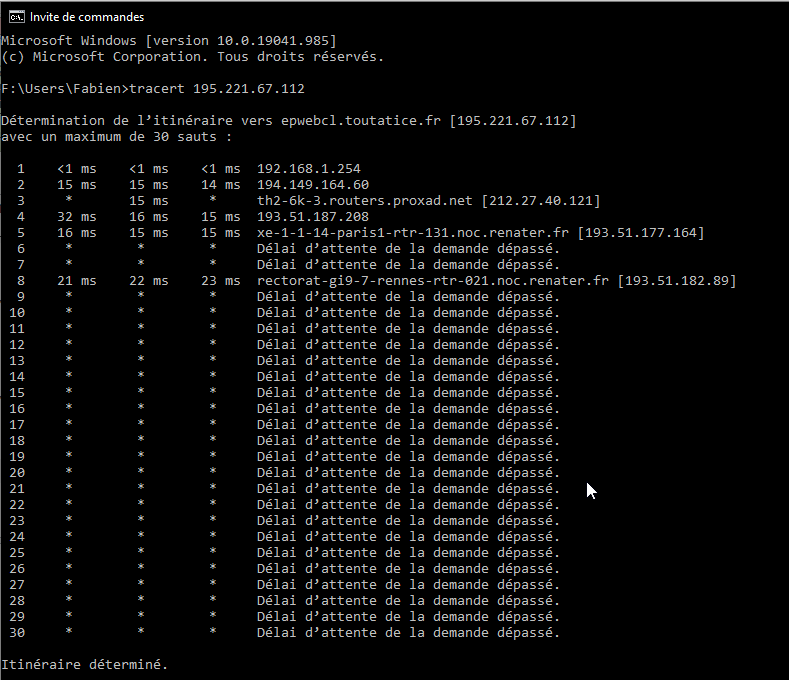 Invite de commandes
Microsoft Windows [version 10.0.19041.985]
(c) Microsoft Corporation. Tous droits réservés.
F:\Users\Fabien>tracert 195.221.67.112
Détermination de l’itinéraire vers epwebcl.toutatice.fr [195.221.67.112]
avec un maximum de 30 sauts :
1 <1 ms <1 ms <1 ms 192.168.1.254
2 15 ms 15 ms 14 ms 194.149.164.60
3 * 15 ms * th2-6k-3.routers.proxad.net [212.27.40.121]
4 32 ms 16 ms 15 ms 193.51.187.208
5 16 ms 15 ms 15 ms xe-1-1-14-paris1-rtr-131.noc.renater.fr [193.51.177.164]
6 * * * Délai d’attente de la demande dépassé.
7 * * * Délai d’attente de la demande dépassé.
8 21 ms 22 ms 23 ms rectorat-gi9-7-rennes-rtr-021.noc.renater.fr [193.51.182.89]
9 * * * Délai d’attente de la demande dépassé.
10 * * * Délai d’attente de la demande dépassé.
11 * * * Délai d’attente de la demande dépassé.
12 * * * Délai d’attente de la demande dépassé.
13 * * * Délai d’attente de la demande dépassé.
14 * * * Délai d’attente de la demande dépassé.
15 * * * Délai d’attente de la demande dépassé.
16 * * * Délai d’attente de la demande dépassé.
17 * * * Délai d’attente de la demande dépassé.
18 * * * Délai d’attente de la demande dépassé.
19 * * * Délai d’attente de la demande dépassé.
20 * * * Délai d’attente de la demande dépassé.
21 * * * Délai d’attente de la demande dépassé.
22 * * * Délai d’attente de la demande dépassé.
23 * * * Délai d’attente de la demande dépassé.
24 * * * Délai d’attente de la demande dépassé.
25 * * * Délai d’attente de la demande dépassé.
26 * * * Délai d’attente de la demande dépassé.
27 * * * Délai d’attente de la demande dépassé.
28 * * * Délai d’attente de la demande dépassé.
29 * * * Délai d’attente de la demande dépassé.
30 * * * Délai d’attente de la demande dépassé.
Itinéraire déterminé.